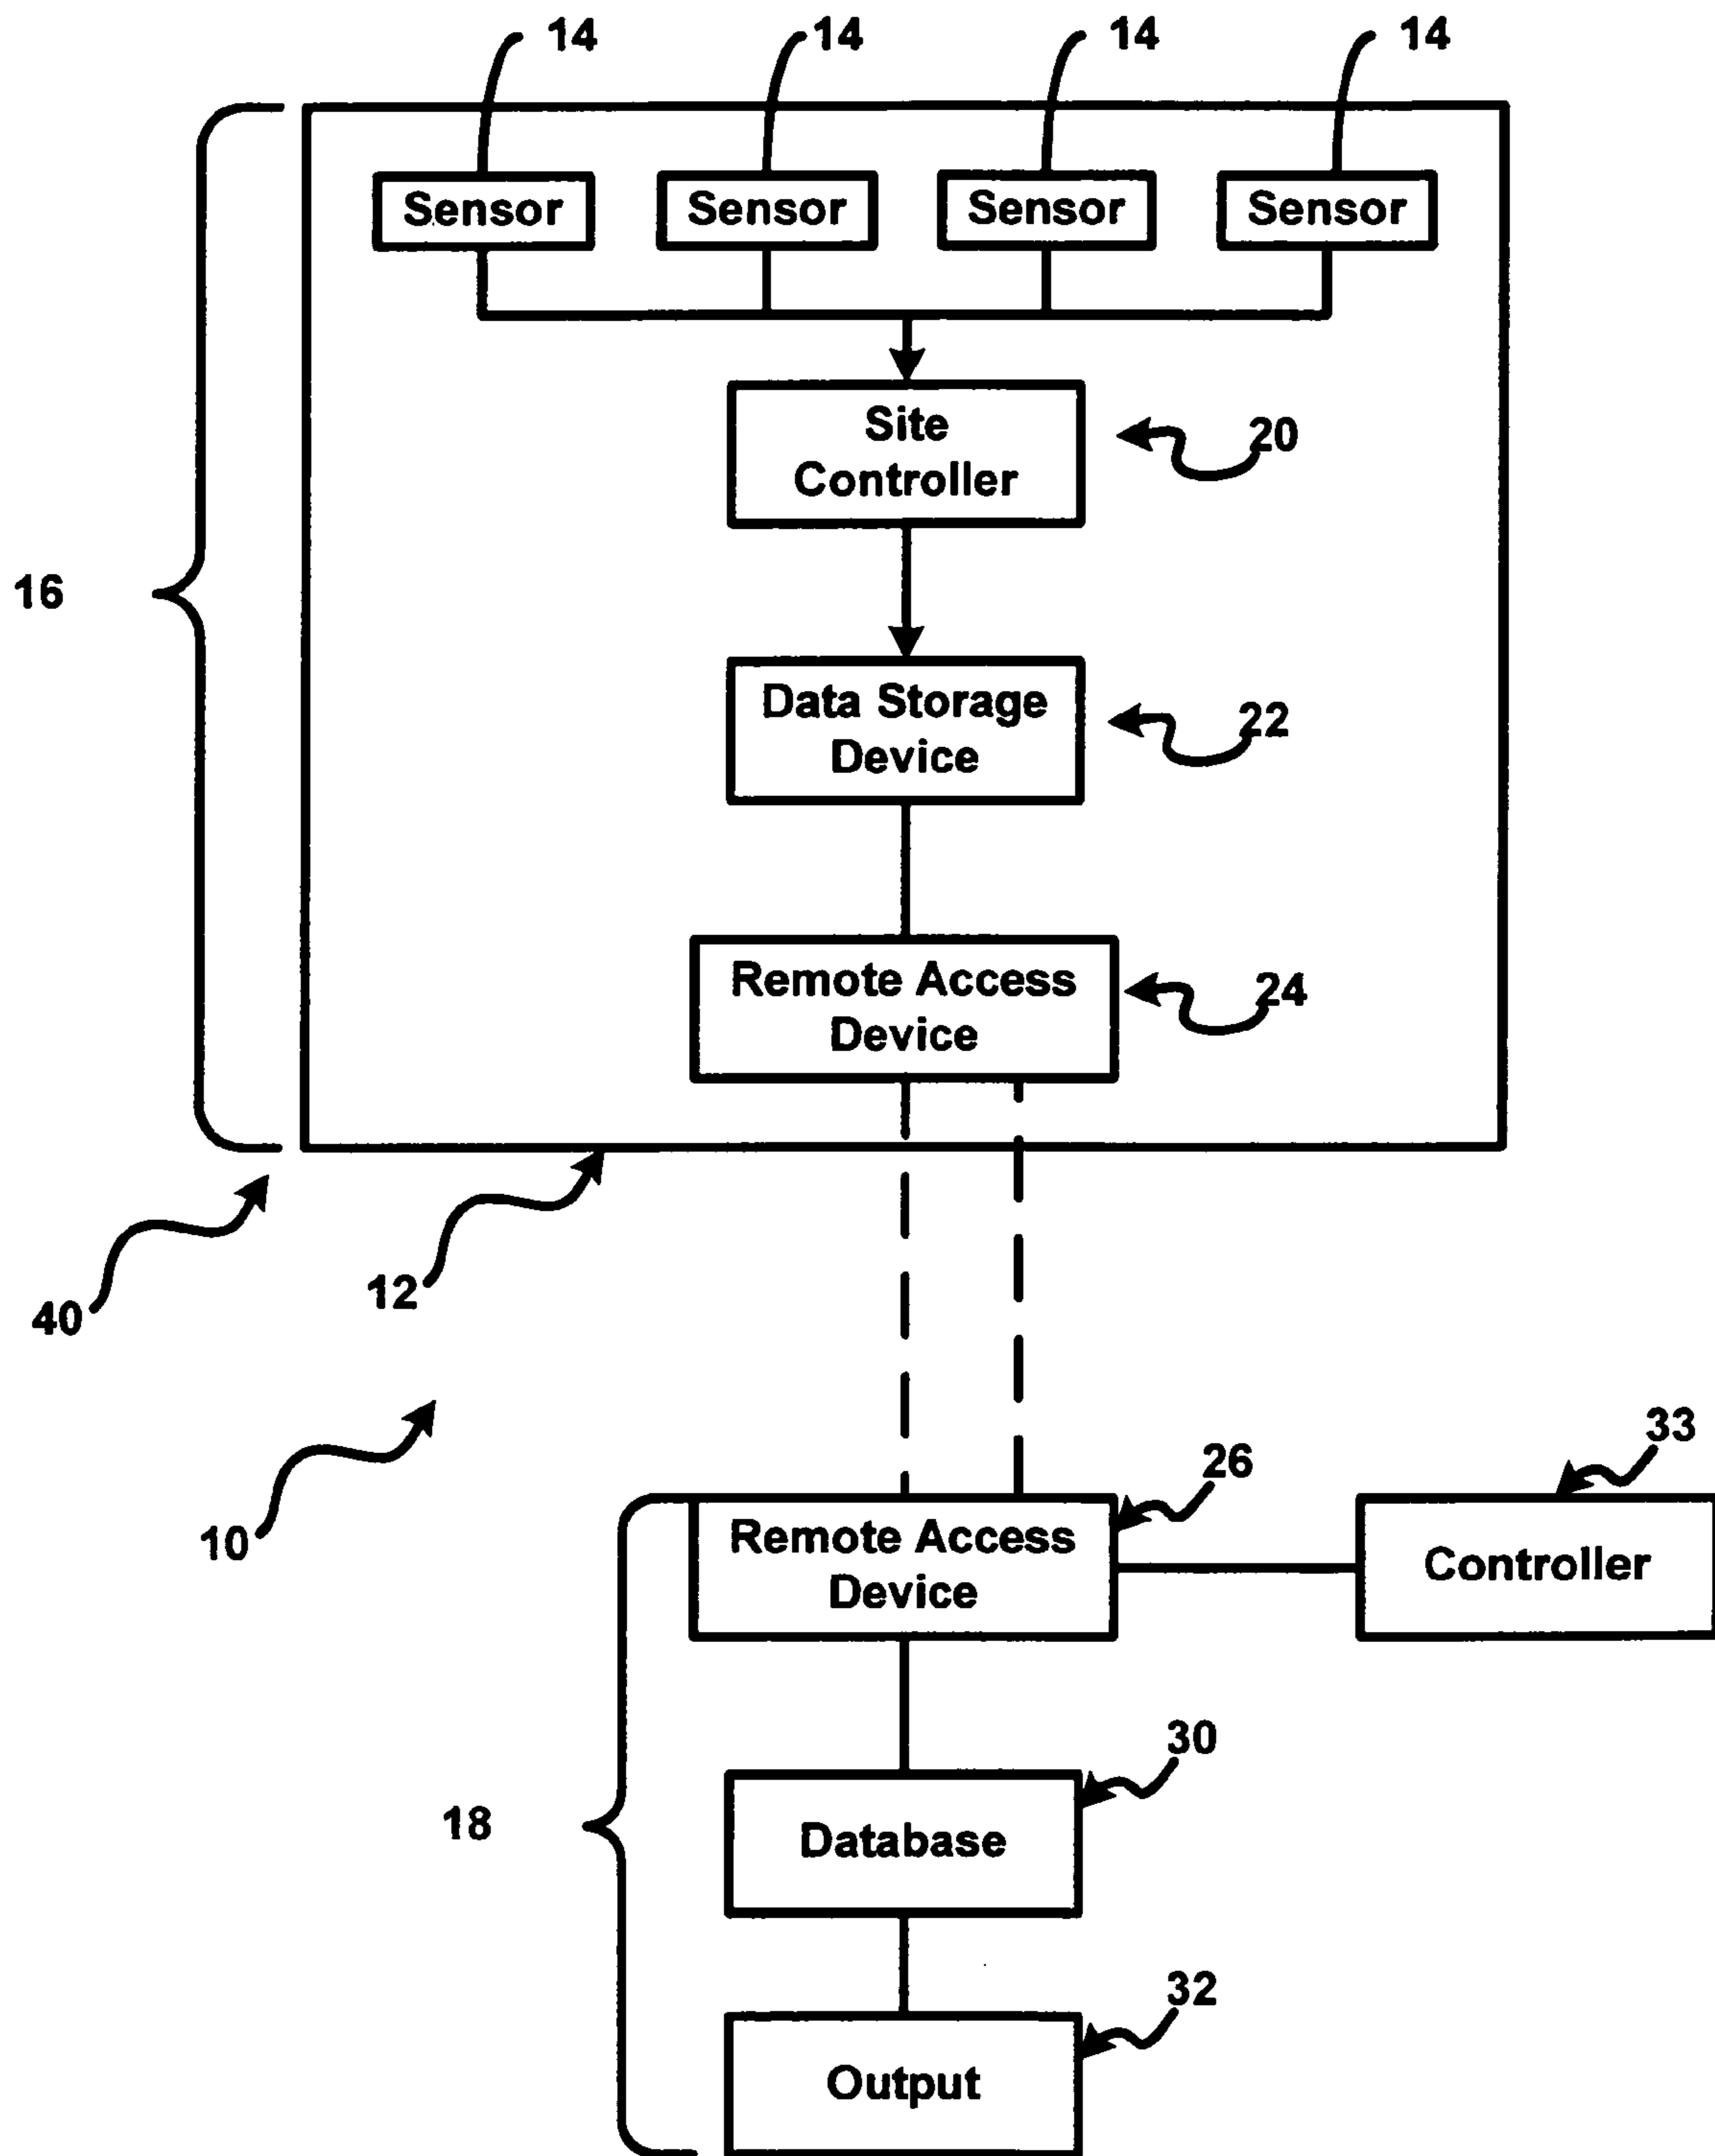 14 14 14 14
Sensor Sensor Sensor Sensor
Site
Controller
20
16
Data Storage
Device
22
Remote Access
Device
24
12
40
33
26
10
Remote Access
Device
Controller
30
18
Database
32
Output